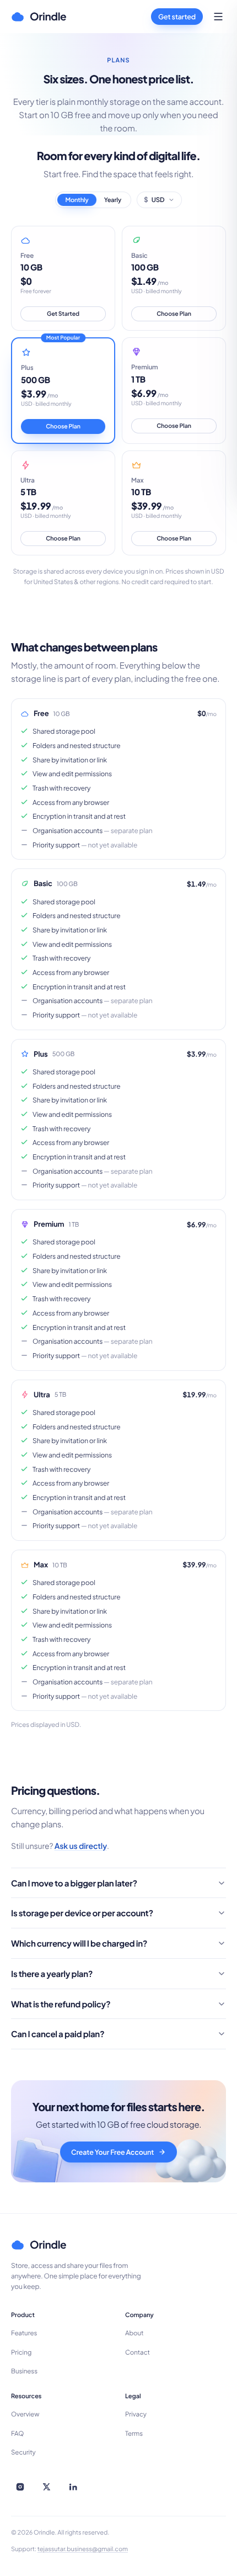 Orindle
Get started
PLANS
Six sizes. One honest price list.
Every tier is plain monthly storage on the same account.
Start on 10 GB free and move up only when you need
the room.
Room for every kind of digital life.
Start free. Find the space that feels right.
Monthly Yearly $ USD
Free
10 GB
$0
Free forever
Get Started
Basic
100 GB
$1.49 /mo
USD · billed monthly
Choose Plan
Most Popular
Plus
500 GB
$3.99 /mo
USD · billed monthly
Choose Plan
Premium
1 TB
$6.99 /mo
USD · billed monthly
Choose Plan
Ultra
5 TB
$19.99 /mo
USD · billed monthly
Choose Plan
Max
10 TB
$39.99 /mo
USD · billed monthly
Choose Plan
Storage is shared across every device you sign in on. Prices shown in USD
for United States & other regions. No credit card required to start.
What changes between plans
Mostly, the amount of room. Everything below the
storage line is part of every plan, including the free one.
Free 10 GB $0/mo
Shared storage pool
Folders and nested structure
Share by invitation or link
View and edit permissions
Trash with recovery
Access from any browser
Encryption in transit and at rest
Organisation accounts — separate plan
Priority support — not yet available
Basic 100 GB $1.49/mo
Shared storage pool
Folders and nested structure
Share by invitation or link
View and edit permissions
Trash with recovery
Access from any browser
Encryption in transit and at rest
Organisation accounts — separate plan
Priority support — not yet available
Plus 500 GB $3.99/mo
Shared storage pool
Folders and nested structure
Share by invitation or link
View and edit permissions
Trash with recovery
Access from any browser
Encryption in transit and at rest
Organisation accounts — separate plan
Priority support — not yet available
Premium 1 TB $6.99/mo
Shared storage pool
Folders and nested structure
Share by invitation or link
View and edit permissions
Trash with recovery
Access from any browser
Encryption in transit and at rest
Organisation accounts — separate plan
Priority support — not yet available
Ultra 5 TB $19.99/mo
Shared storage pool
Folders and nested structure
Share by invitation or link
View and edit permissions
Trash with recovery
Access from any browser
Encryption in transit and at rest
Organisation accounts — separate plan
Priority support — not yet available
Max 10 TB $39.99/mo
Shared storage pool
Folders and nested structure
Share by invitation or link
View and edit permissions
Trash with recovery
Access from any browser
Encryption in transit and at rest
Organisation accounts — separate plan
Priority support — not yet available
Prices displayed in USD.
Pricing questions.
Currency, billing period and what happens when you
change plans.
Still unsure? Ask us directly.
Can I move to a bigger plan later?
Is storage per device or per account?
Which currency will I be charged in?
Is there a yearly plan?
What is the refund policy?
Can I cancel a paid plan?
Your next home for files starts here.
Get started with 10 GB of free cloud storage.
Create Your Free Account
Orindle
Store, access and share your files from
anywhere. One simple place for everything
you keep.
Product
Features
Pricing
Business
Company
About
Contact
Resources
Overview
FAQ
Security
Legal
Privacy
Terms
© 2026 Orindle. All rights reserved.
Support: tejassutar.business@gmail.com